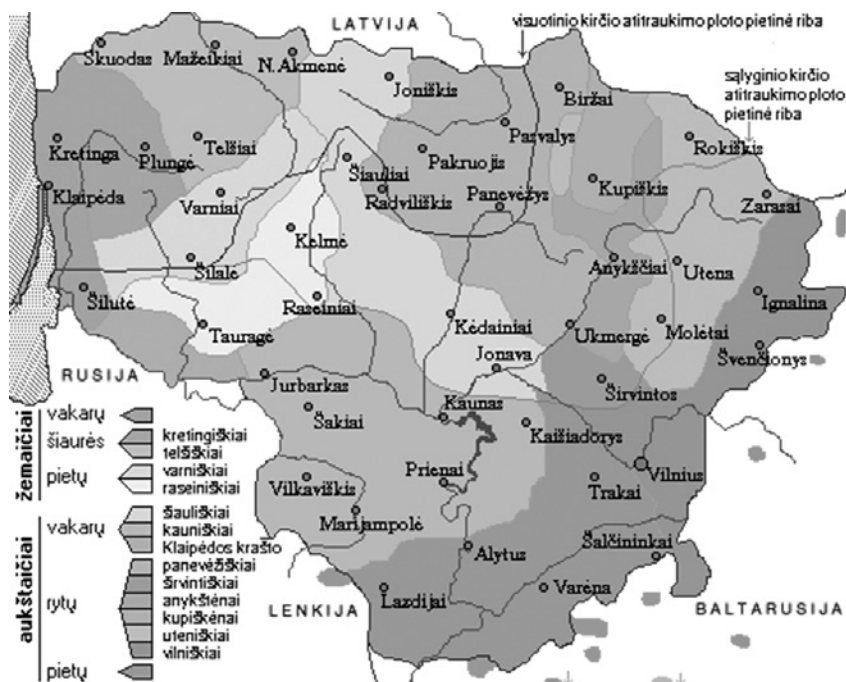 LATVIJA
visuotinio kirčio atitraukimo ploto pietinė riba
sąlyginio kirčio
atitraukimo ploto
pietinė riba
Skuodas
Mažeikiai
N.Akmenė
Joniškis
Biržai
Pasvalys
Rokiškis
Kretinga
Plungė
Telšiai
Šiauliai
Pakruojis
Kupiškis
Klaipėda
Varniai
Radviliškis
Panevėžys
Zarasai
Kelmė
Šilalė
Anykščiai
Utena
Šilutė
Raseiniai
Ignalina
Tauragė
Kėdainiai
Ukmergė
Molėtai
Jonava
Švenčionys
RUSIJA
Jurbarkas
Širvintos
Šakiai
Kaunas
Kaišiadorys
Vilnius
Vilkaviškis
Prienai
Trakai
Marijampolė
Alytus
Šalčininkai
Lazdijai
Varėna
LENKIJA
BALTARUSIJA
žemaičiai
vakarų
šiaurės
kretingiškiai
telšiškiai
pietų
varniškiai
raseiniškiai
aukštaičiai
vakarų
šiauliškiai
kauniškiai
Klaipėdos krašto
rytų
panevėžiškiai
širvintiškiai
anykštėnai
kupiškėnai
uteniškiai
vilniškiai
pietų